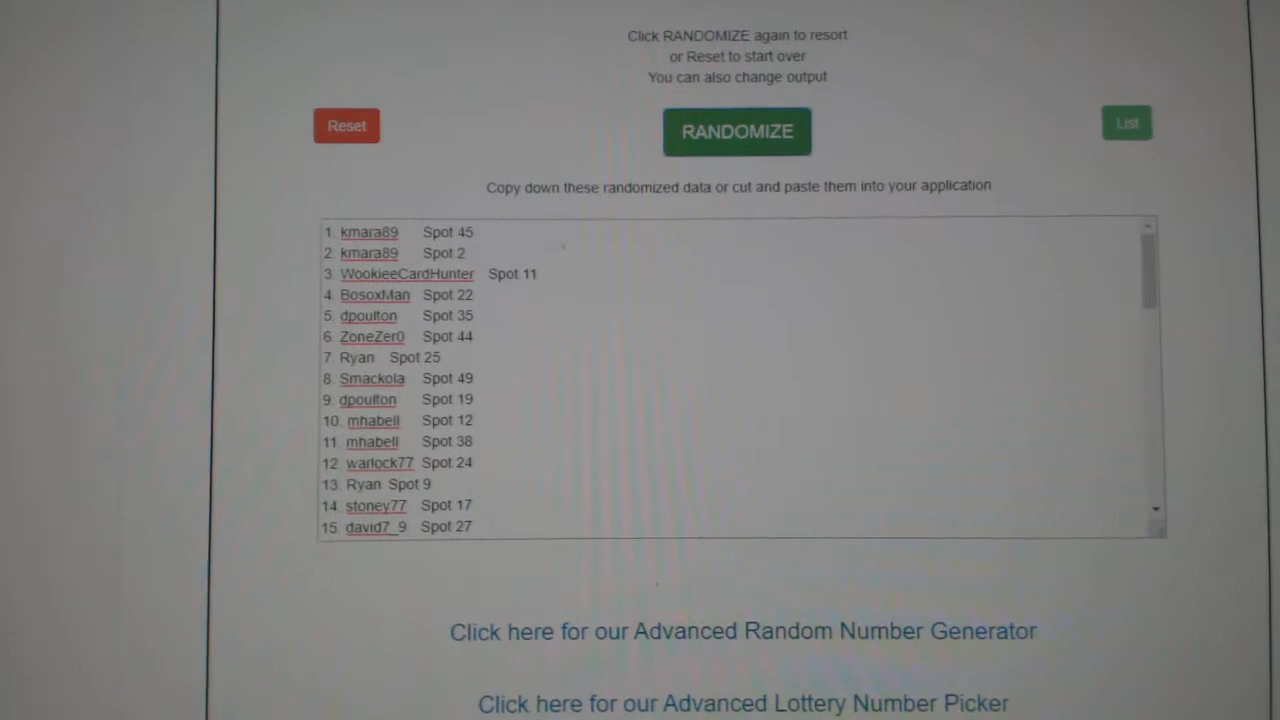 Click RANDOMIZE again to resort
or Reset to start over
You can also change output
Reset
RANDOMIZE
List
Copy down these randomized data or cut and paste them into your application
1. kmara89 Spot 45
2. kmara89 Spot 2
3. WookieeCardHunter Spot 11
4. BosoxMan Spot 22
5. dpoulton Spot 35
6. ZoneZer0 Spot 44
7. Ryan Spot 25
8. Smackola Spot 49
9. dpoulton Spot 19
10. mhabell Spot 12
11. mhabell Spot 38
12. warlock77 Spot 24
13. Ryan Spot 9
14. stoney77 Spot 17
15. david7_9 Spot 27
Click here for our Advanced Random Number Generator
Click here for our Advanced Lottery Number Picker